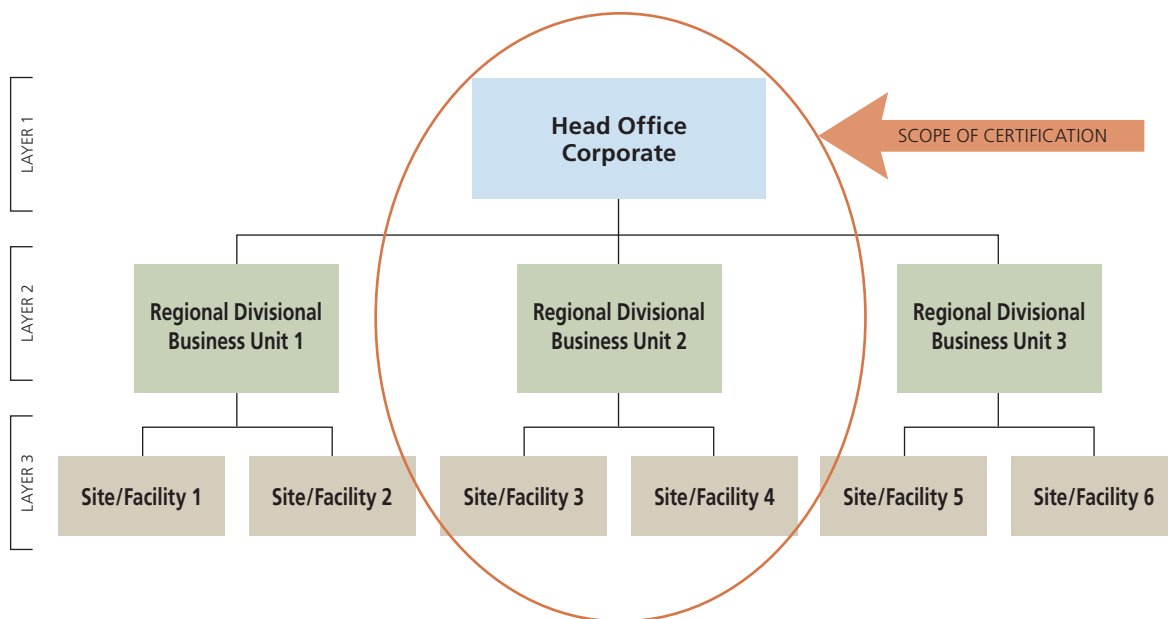 LAYER 1
Head Office
Corporate
SCOPE OF CERTIFICATION
LAYER 2
Regional Divisional
Business Unit 1
Regional Divisional
Business Unit 2
Regional Divisional
Business Unit 3
LAYER 3
Site/Facility 1
Site/Facility 2
Site/Facility 3
Site/Facility 4
Site/Facility 5
Site/Facility 6